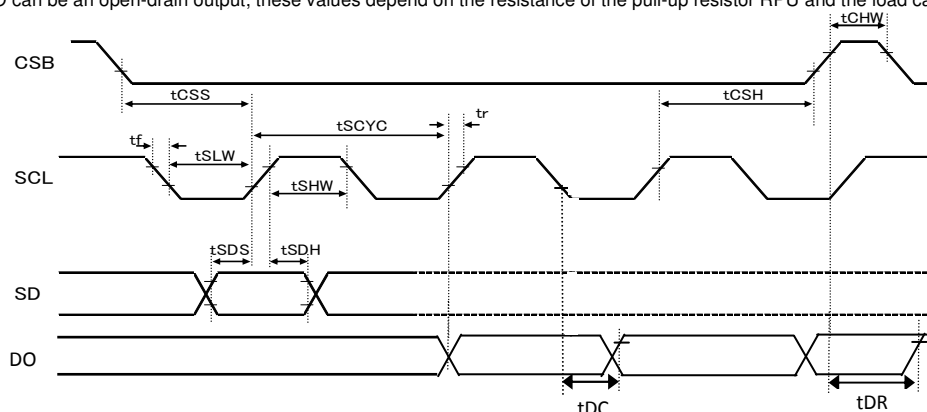 can be an open-drain output, these values depend on the resistance of the pull-up resistor RPU and the load
tCHW
CSB
tCSS
tCSH
tr
tSCYC
tf
tSLW
SCL
tSHW
tSDS
tSDH
SD
DO
tDC
tDR